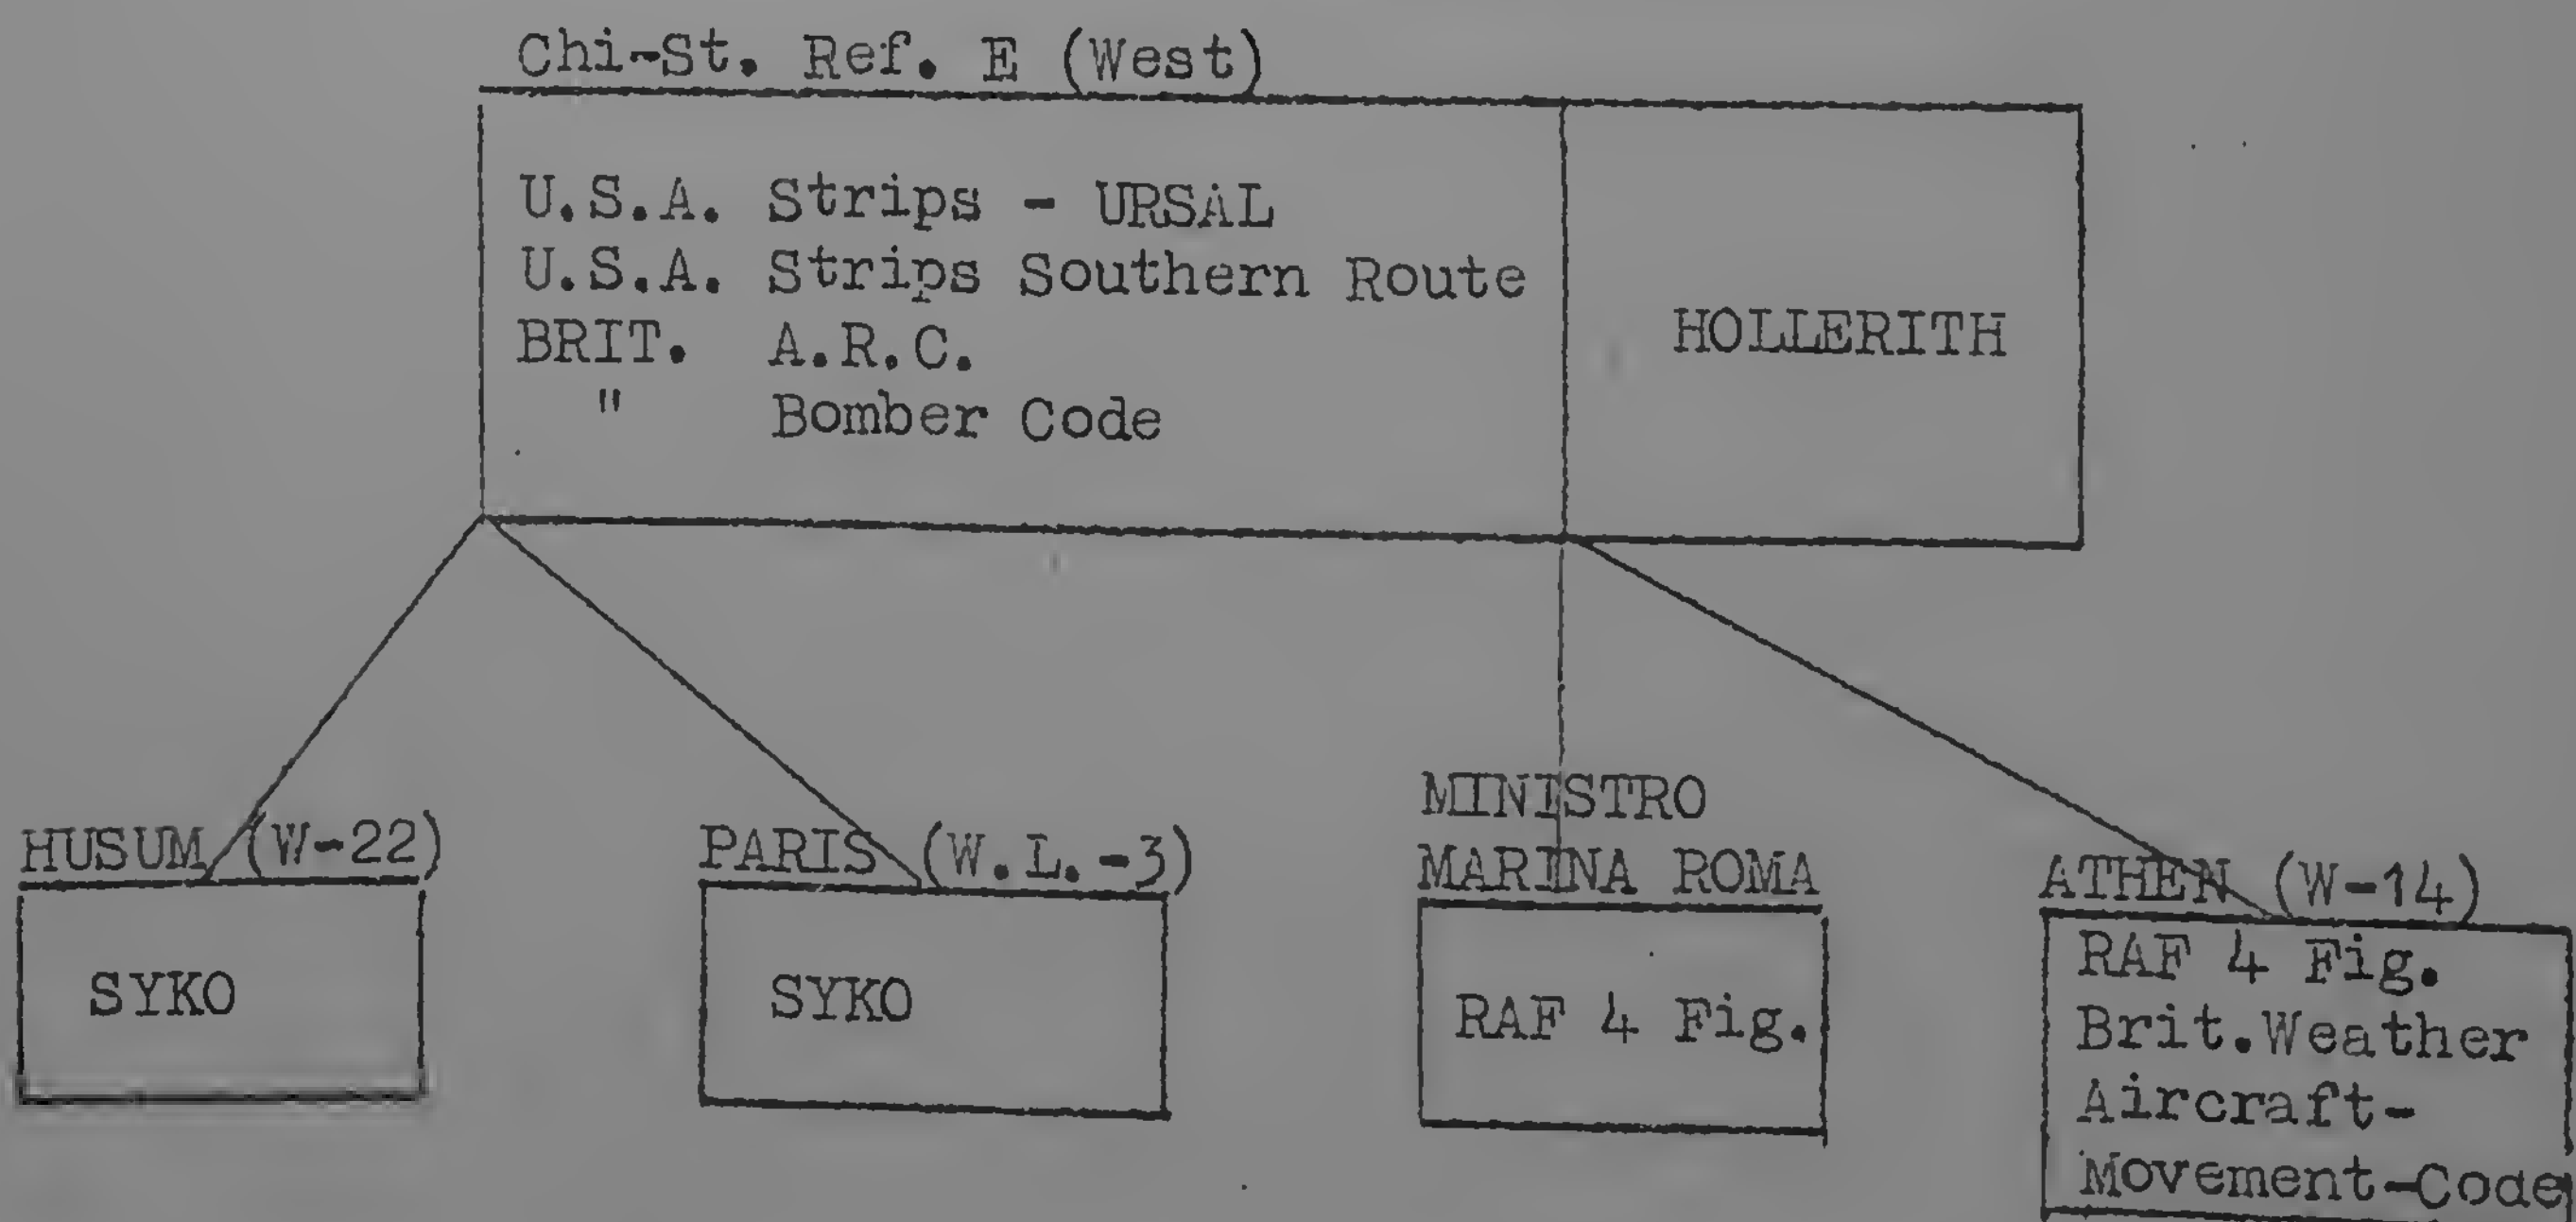 Chi-St. Ref. E (West)
U.S.A. Strips - URSAL
U.S.A. Strips Southern Route
BRIT. A.R.C.
" Bomber Code
HOLLERITH
HUSUM (W-22)
SYKO
PARIS (W.L.-3)
SYKO
MINISTRO
MARINA ROMA
RAF 4 Fig.
ATHEN (W-14)
RAF 4 Fig.
Brit.Weather
Aircraft-
Movement-Code